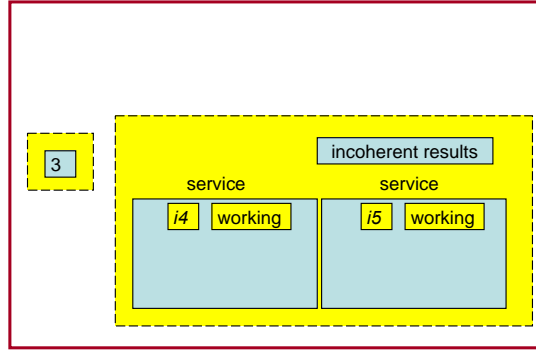 3
incoherent results
service service
i4 working i5 working